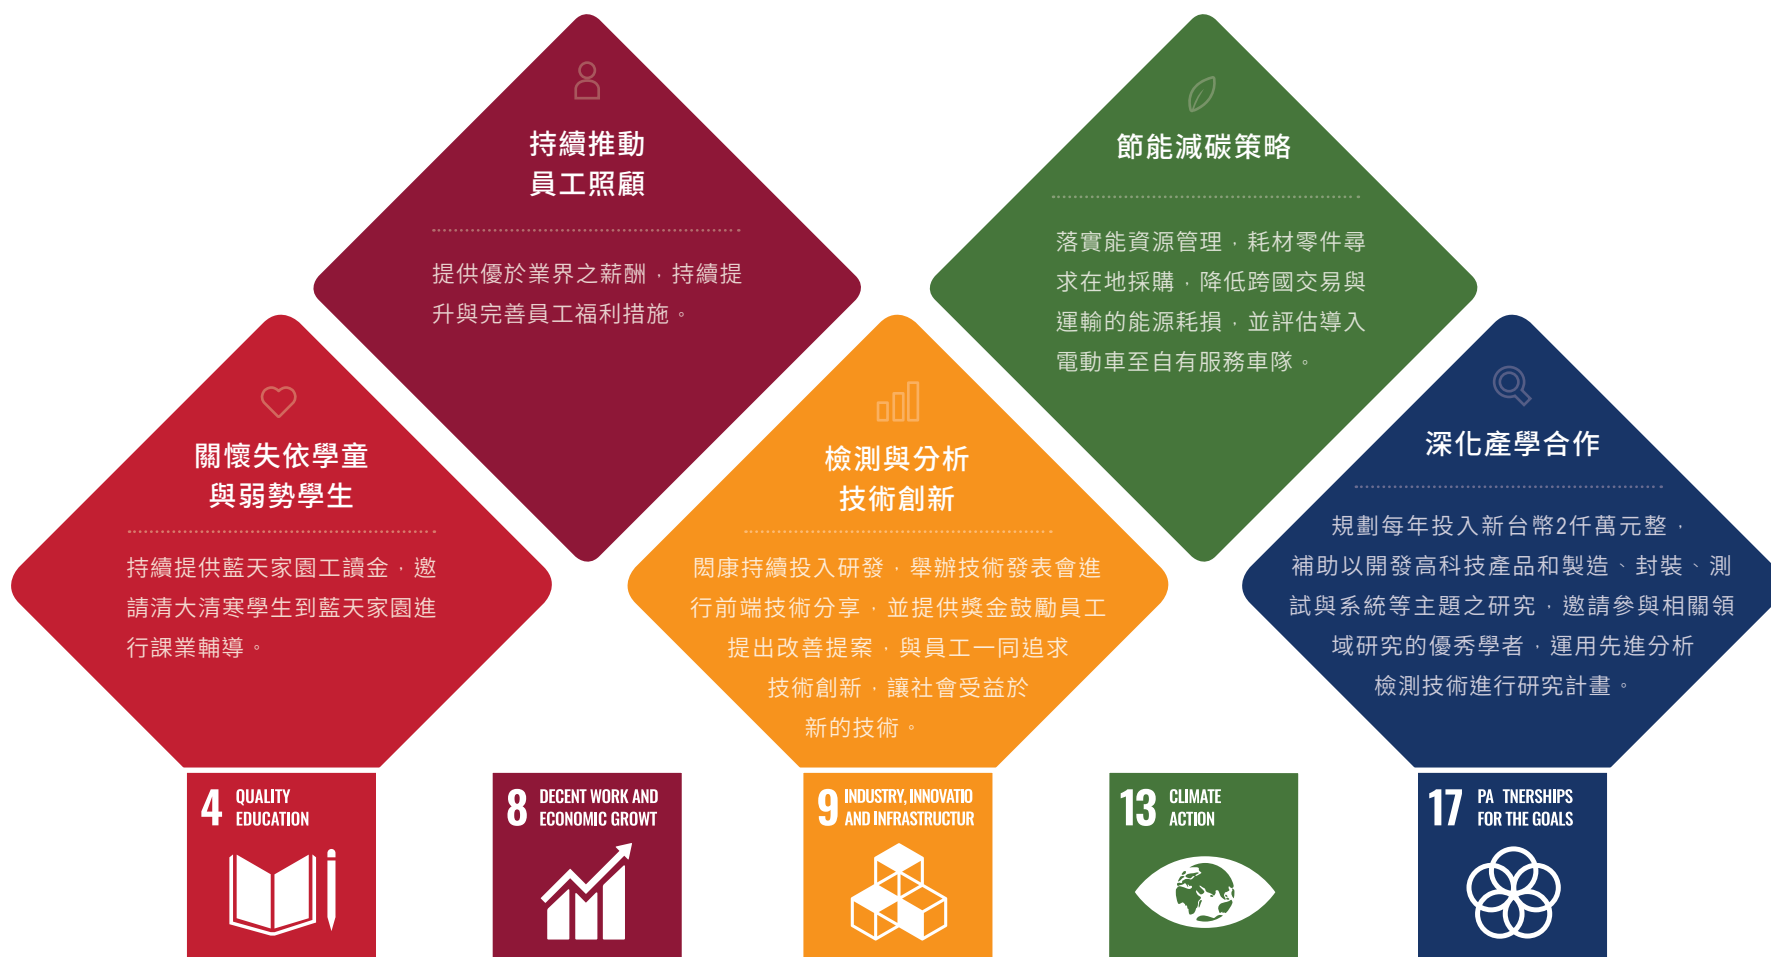 持續推動
員工照顧
提供優於業界之薪酬，持續提
升與完善員工福利措施。
節能減碳策略
落實能資源管理，耗材零件尋
求在地採購，降低跨國交易與
運輸的能源耗損，並評估導入
電動車至自有服務車隊。
關懷失依學童
與弱勢學生
持續提供藍天家園工讀金，邀
請清大清寒學生到藍天家園進
行課業輔導。
檢測與分析
技術創新
閎康持續投入研發，舉辦技術發表會進
行前端技術分享，並提供獎金鼓勵員工
提出改善提案，與員工一同追求
技術創新，讓社會受益於
新的技術。
深化產學合作
規劃每年投入新台幣2仟萬元整，
補助以開發高科技產品和製造、封裝、測
試與系統等主題之研究，邀請參與相關領
域研究的優秀學者，運用先進分析
檢測技術進行研究計畫。
4 QUALITY
EDUCATION
8 DECENT WORK AND
ECONOMIC GROWT
9 INDUSTRY, INNOVATIO
AND INFRASTRUCTUR
13 CLIMATE
ACTION
17 PA TNERSHIPS
FOR THE GOALS